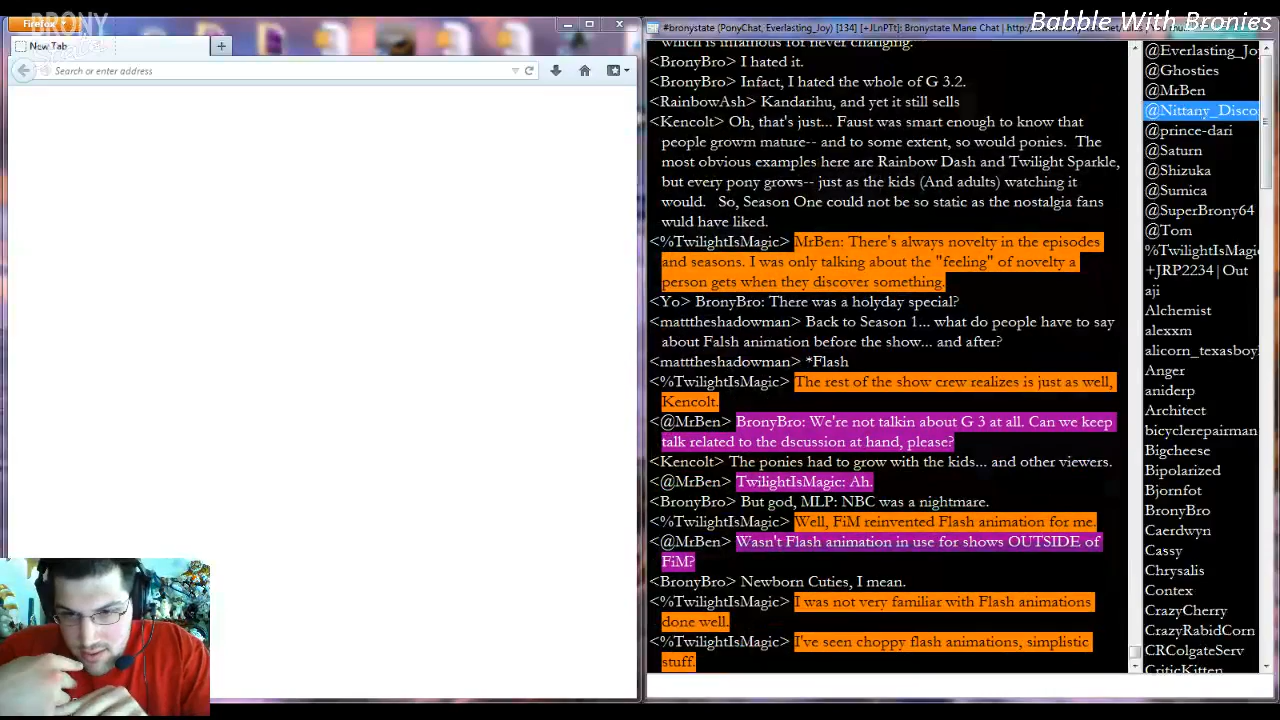 Firefox
BRONY
Babble With Bronies
#bronystate (PonyChat, Everlasting_Joy) [134] [+JLnPTt]: Bronystate Mane Chat | http://
New Tab
Search or enter address
which is infamous for never changing.
<BronyBro> I hated it.
<BronyBro> Infact, I hated the whole of G 3.2.
<RainbowAsh> Kandarihu, and yet it still sells
<Kencolt> Oh, that's just... Faust was smart enough to know that
people growm mature-- and to some extent, so would ponies.  The
most obvious examples here are Rainbow Dash and Twilight Sparkle,
but every pony grows-- just as the kids (And adults) watching it
would.   So, Season One could not be so static as the nostalgia fans
wuld have liked.
<%TwilightIsMagic> MrBen: There's always novelty in the episodes
and seasons. I was only talking about the "feeling" of novelty a
person gets when they discover something.
<Yo> BronyBro: There was a holyday special?
<matttheshadowman> Back to Season 1... what do people have to say
about Falsh animation before the show... and after?
<matttheshadowman> *Flash
<%TwilightIsMagic> The rest of the show crew realizes is just as well,
Kencolt.
<@MrBen> BronyBro: We're not talkin about G 3 at all. Can we keep
talk related to the dscussion at hand, please?
<Kencolt> The ponies had to grow with the kids... and other viewers.
<@MrBen> TwilightIsMagic: Ah.
<BronyBro> But god, MLP: NBC was a nightmare.
<%TwilightIsMagic> Well, FiM reinvented Flash animation for me.
<@MrBen> Wasn't Flash animation in use for shows OUTSIDE of
FiM?
<BronyBro> Newborn Cuties, I mean.
<%TwilightIsMagic> I was not very familiar with Flash animations
done well.
<%TwilightIsMagic> I've seen choppy flash animations, simplistic
stuff.
@Everlasting_Jo
@Ghosties
@MrBen
@Nittany_Disco
@prince-dari
@Saturn
@Shizuka
@Sumica
@SuperBrony64
@Tom
%TwilightIsMagic
+JRP2234|Out
aji
Alchemist
alexxm
alicorn_texasboy
Anger
aniderp
Architect
bicyclerepairman
Bigcheese
Bipolarized
Bjornfot
BronyBro
Caerdwyn
Cassy
Chrysalis
Contex
CrazyCherry
CrazyRabidCorn
CRColgateServ
CriticKitten